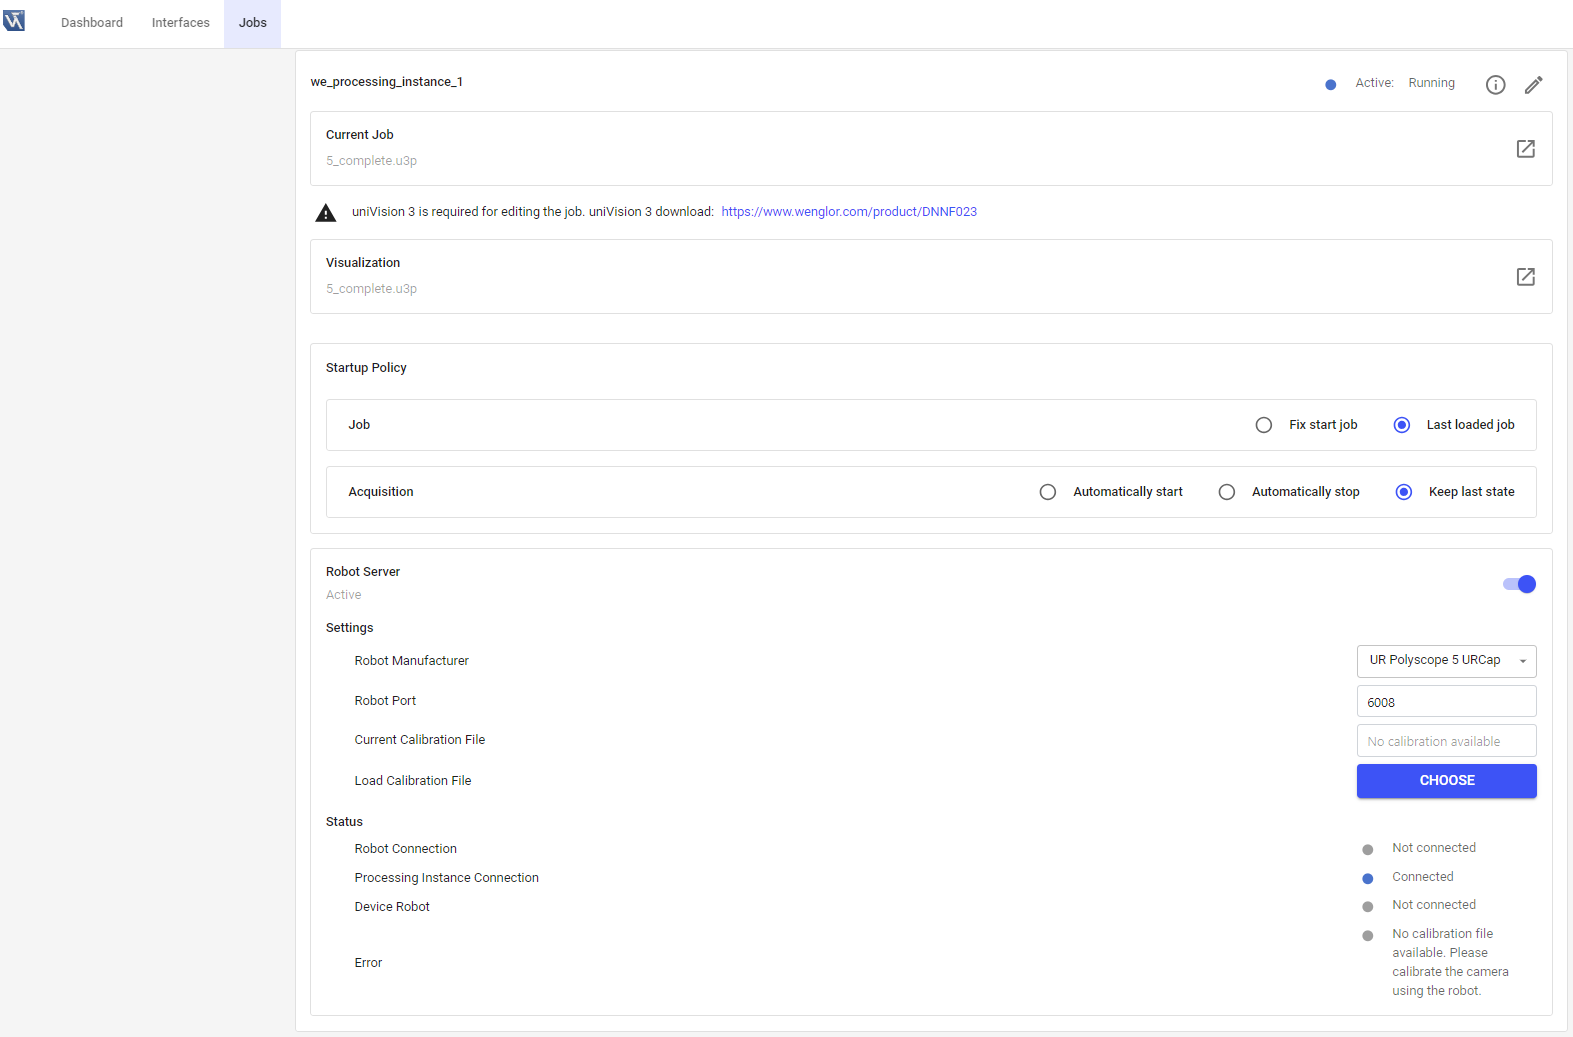 Dashboard Interfaces Jobs
we_processing_instance_1 Active: Running
Current Job
5_complete.u3p
uniVision 3 is required for editing the job. uniVision 3 download: https://www.wenglor.com/product/DNNF023
Visualization
5_complete.u3p
Startup Policy
Job Fix start job Last loaded job
Acquisition Automatically start Automatically stop Keep last state
Robot Server
Active
Settings
Robot Manufacturer UR Polyscope 5 URCap
Robot Port 6008
Current Calibration File No calibration available
Load Calibration File CHOOSE
Status
Robot Connection Not connected
Processing Instance Connection Connected
Device Robot Not connected
Error No calibration file
available. Please
calibrate the camera
using the robot.